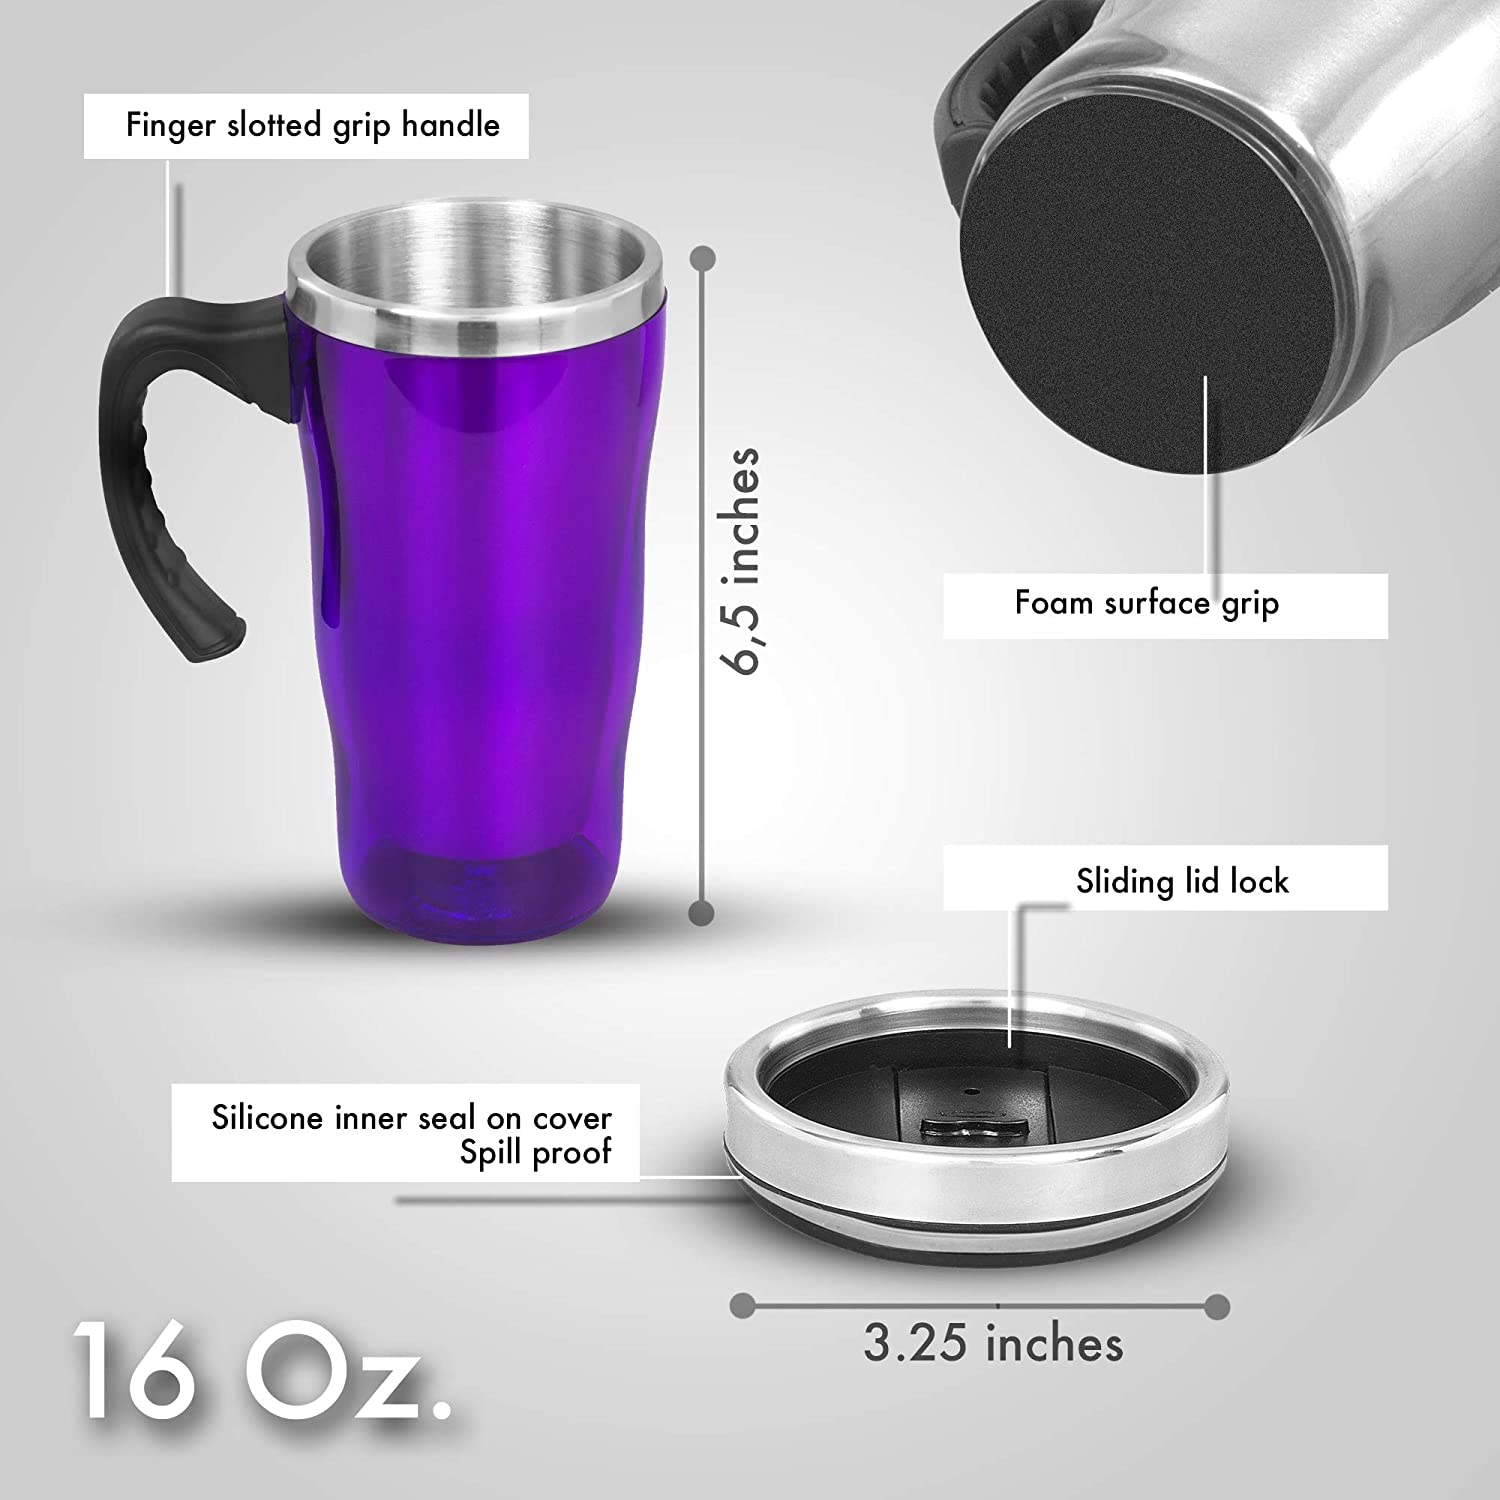 Finger slotted grip handle
6,5 inches
Foam surface grip
Sliding lid lock
Silicone inner seal on cover
Spill proof
3.25 inches
16 Oz.